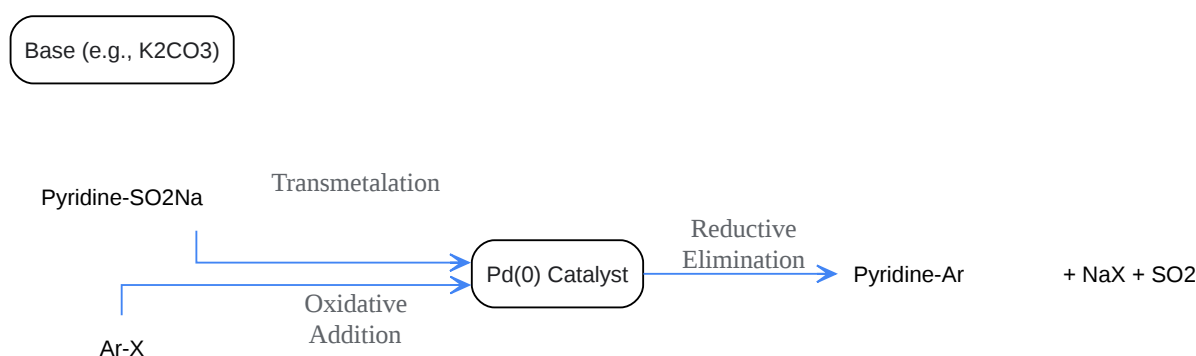 Base (e.g., K2CO3)
Transmetalation
Pyridine-SO2Na
Reductive
Elimination
Pd(0) Catalyst
Pyridine-Ar
+ NaX + SO2
Oxidative
Addition
Ar-X